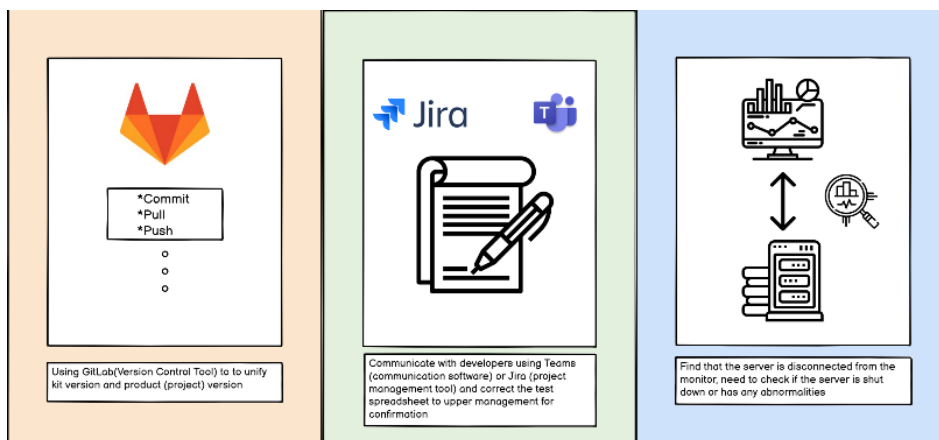 *Commit
*Pull
*Push
Using GitLab(Version Control Tool) to to unify
kit version and product (project) version
Jira
T
Communicate with developers using Teams
(communication software) or Jira (project
management tool) and correct the test
spreadsheet to upper management for
confirmation
Find that the server is disconnected from the
monitor, need to check if the server is shut
down or has any abnormalities